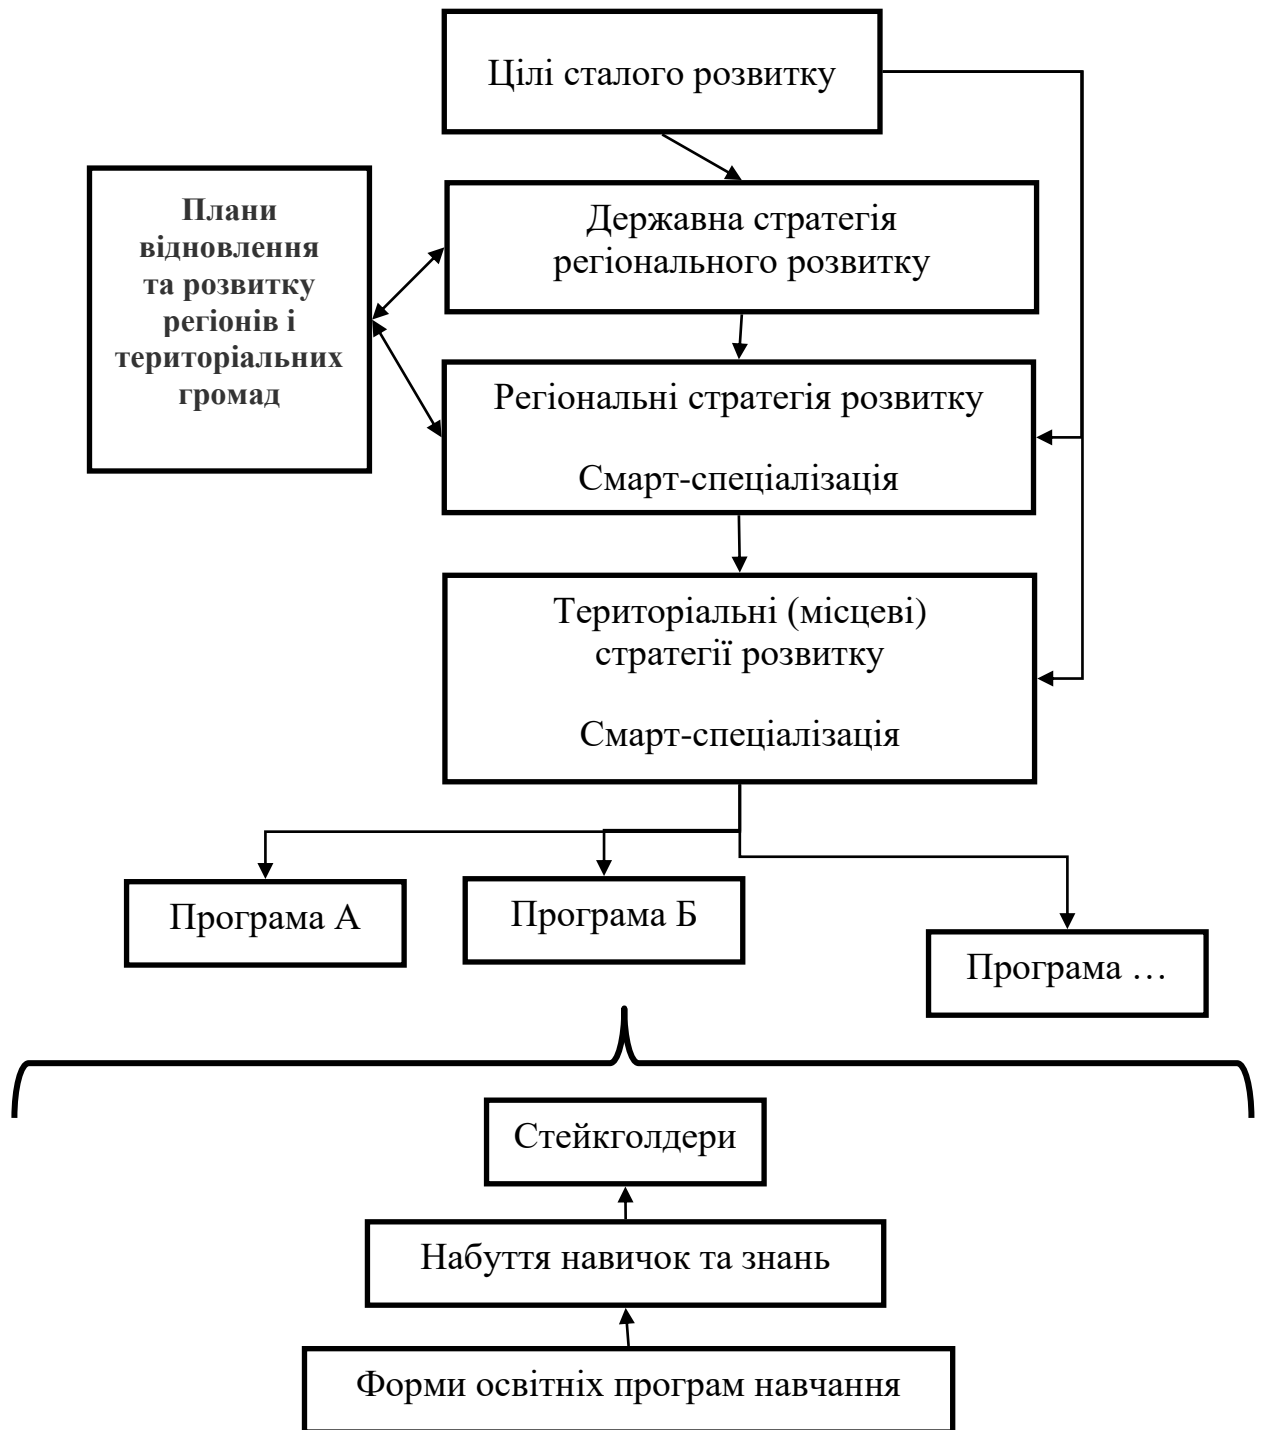 Цілі сталого розвитку
Плани
відновлення
та розвитку
регіонів і
територіальних
громад
Державна стратегія
регіонального розвитку
Регіональні стратегія розвитку
Смарт-спеціалізація
Територіальні (місцеві)
стратегії розвитку
Смарт-спеціалізація
Програма А
Програма Б
Програма …
Стейкголдери
Набуття навичок та знань
Форми освітніх програм навчання